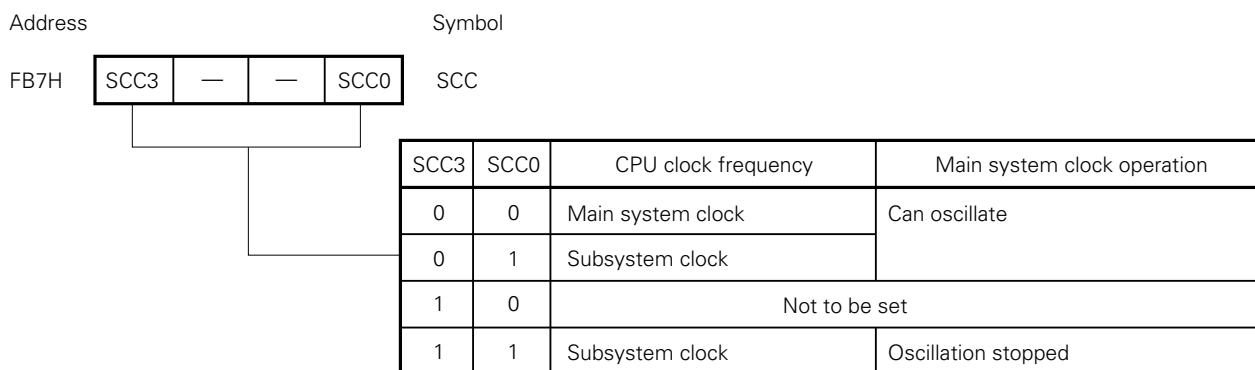 Address Symbol
FB7H SCC3 — — SCC0 SCC
SCC3 SCC0 CPU clock frequency Main system clock operation
0 0 Main system clock Can oscillate
0 1 Subsystem clock
1 0 Not to be set
1 1 Subsystem clock Oscillation stopped